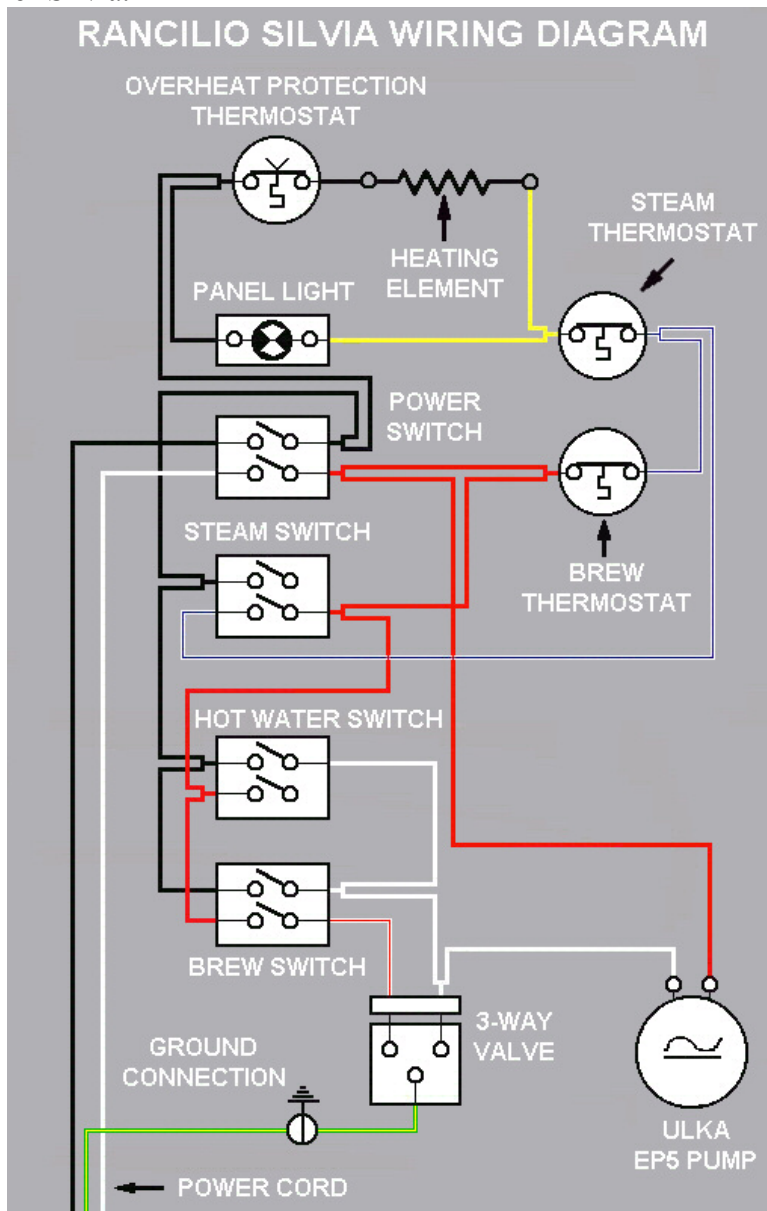 RANCILIO SILVIA WIRING DIAGRAM
OVERHEAT PROTECTION
THERMOSTAT
STEAM
THERMOSTAT
HEATING
ELEMENT
PANEL LIGHT
POWER
SWITCH
STEAM SWITCH
BREW
THERMOSTAT
HOT WATER SWITCH
BREW SWITCH
3-WAY
VALVE
GROUND
CONNECTION
ULKA
EP5 PUMP
POWER CORD